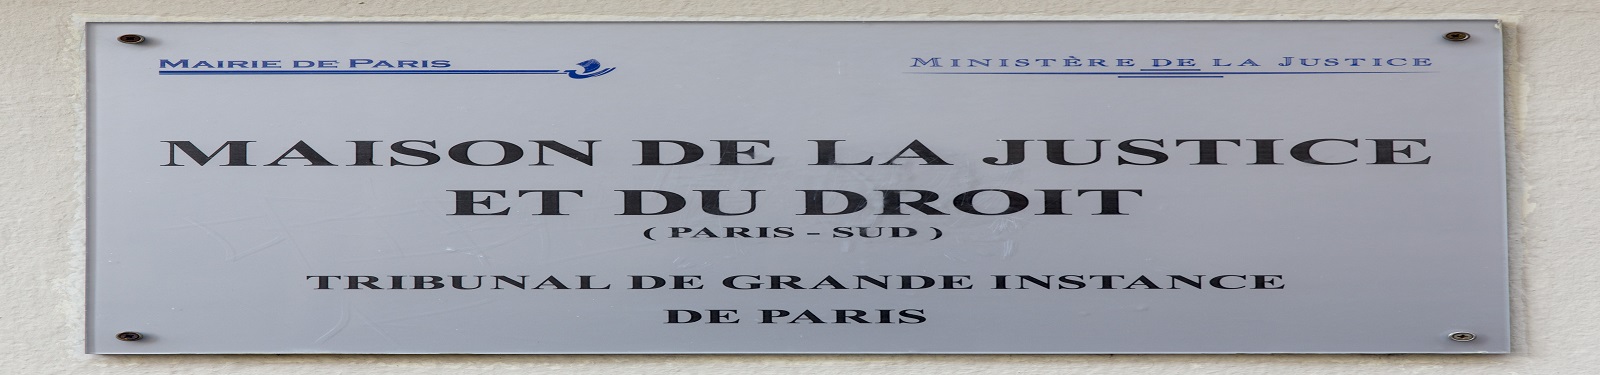 MAIRIE DE PARIS
MINISTÈRE DE LA JUSTICE
MAISON DE LA JUSTICE
ET DU DROIT
( PARIS - SUD )
TRIBUNAL DE GRANDE INSTANCE
DE PARIS